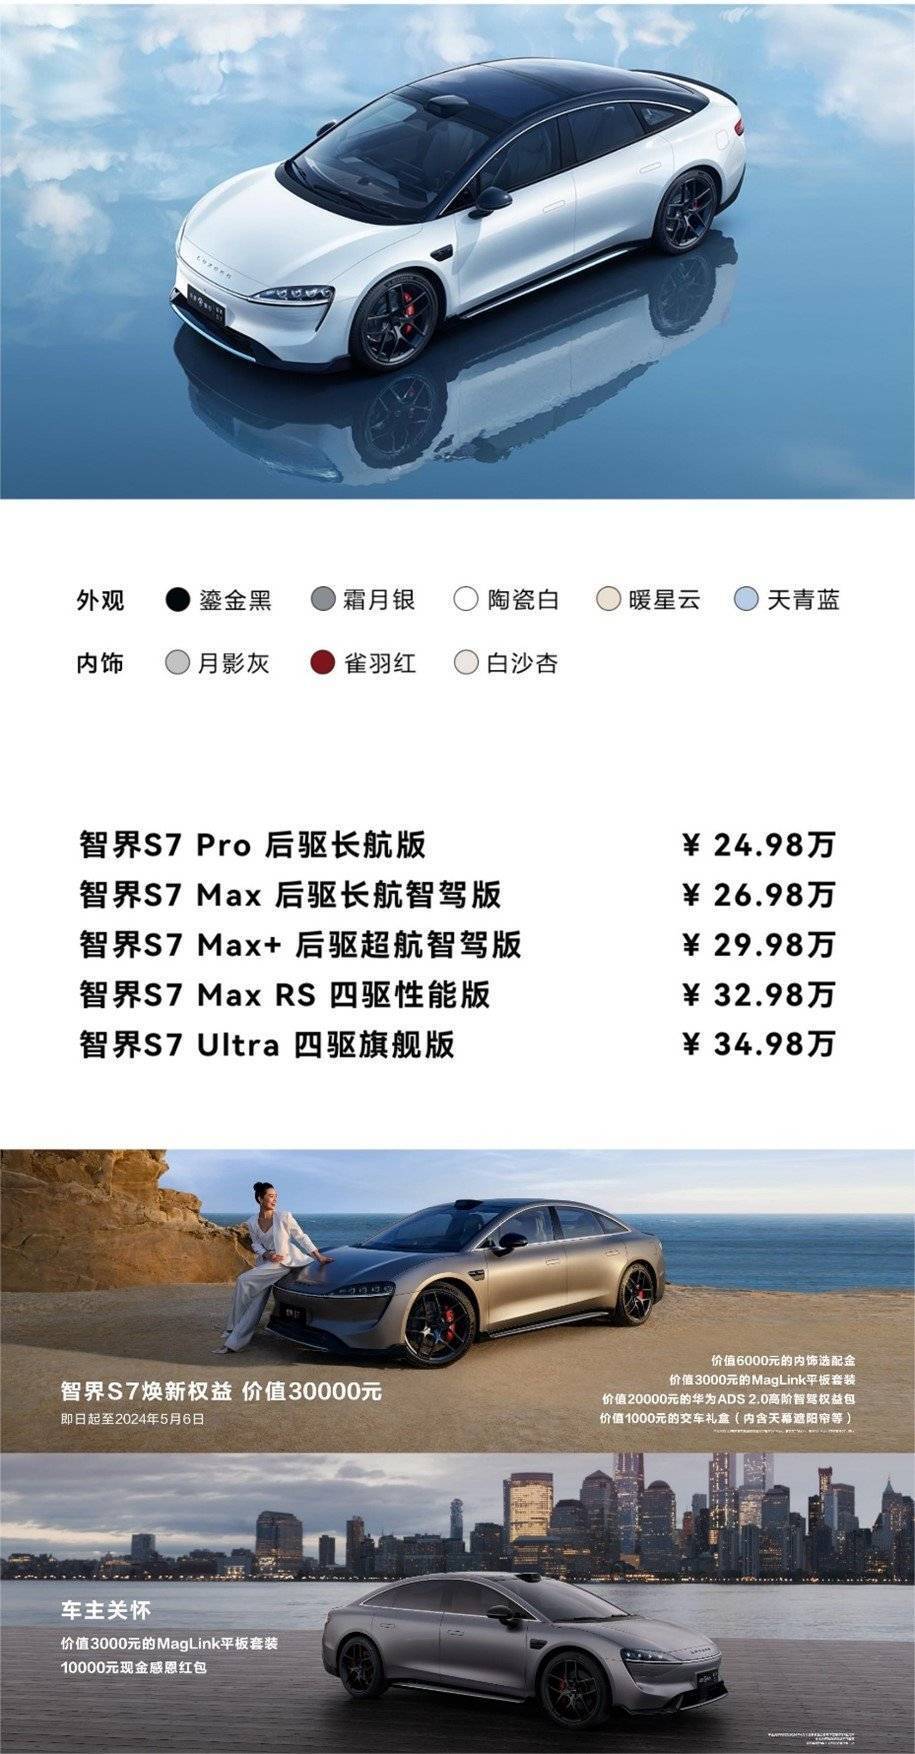 LUXEED
外观 鎏金黑 霜月银 陶瓷白 暖星云 天青蓝
内饰 月影灰 雀羽红 白沙杏
智界S7 Pro 后驱长航版 ¥ 24.98万
智界S7 Max 后驱长航智驾版 ¥ 26.98万
智界S7 Max+ 后驱超航智驾版 ¥ 29.98万
智界S7 Max RS 四驱性能版 ¥ 32.98万
智界S7 Ultra 四驱旗舰版 ¥ 34.98万
智界S7焕新权益 价值30000元
即日起至2024年5月6日
价值6000元的内饰选配金
价值3000元的MagLink平板套装
价值20000元的华为ADS 2.0高阶智驾权益包
价值1000元的交车礼盒（内含天幕遮阳帘等）
车主关怀
价值3000元的MagLink平板套装
10000元现金感恩红包